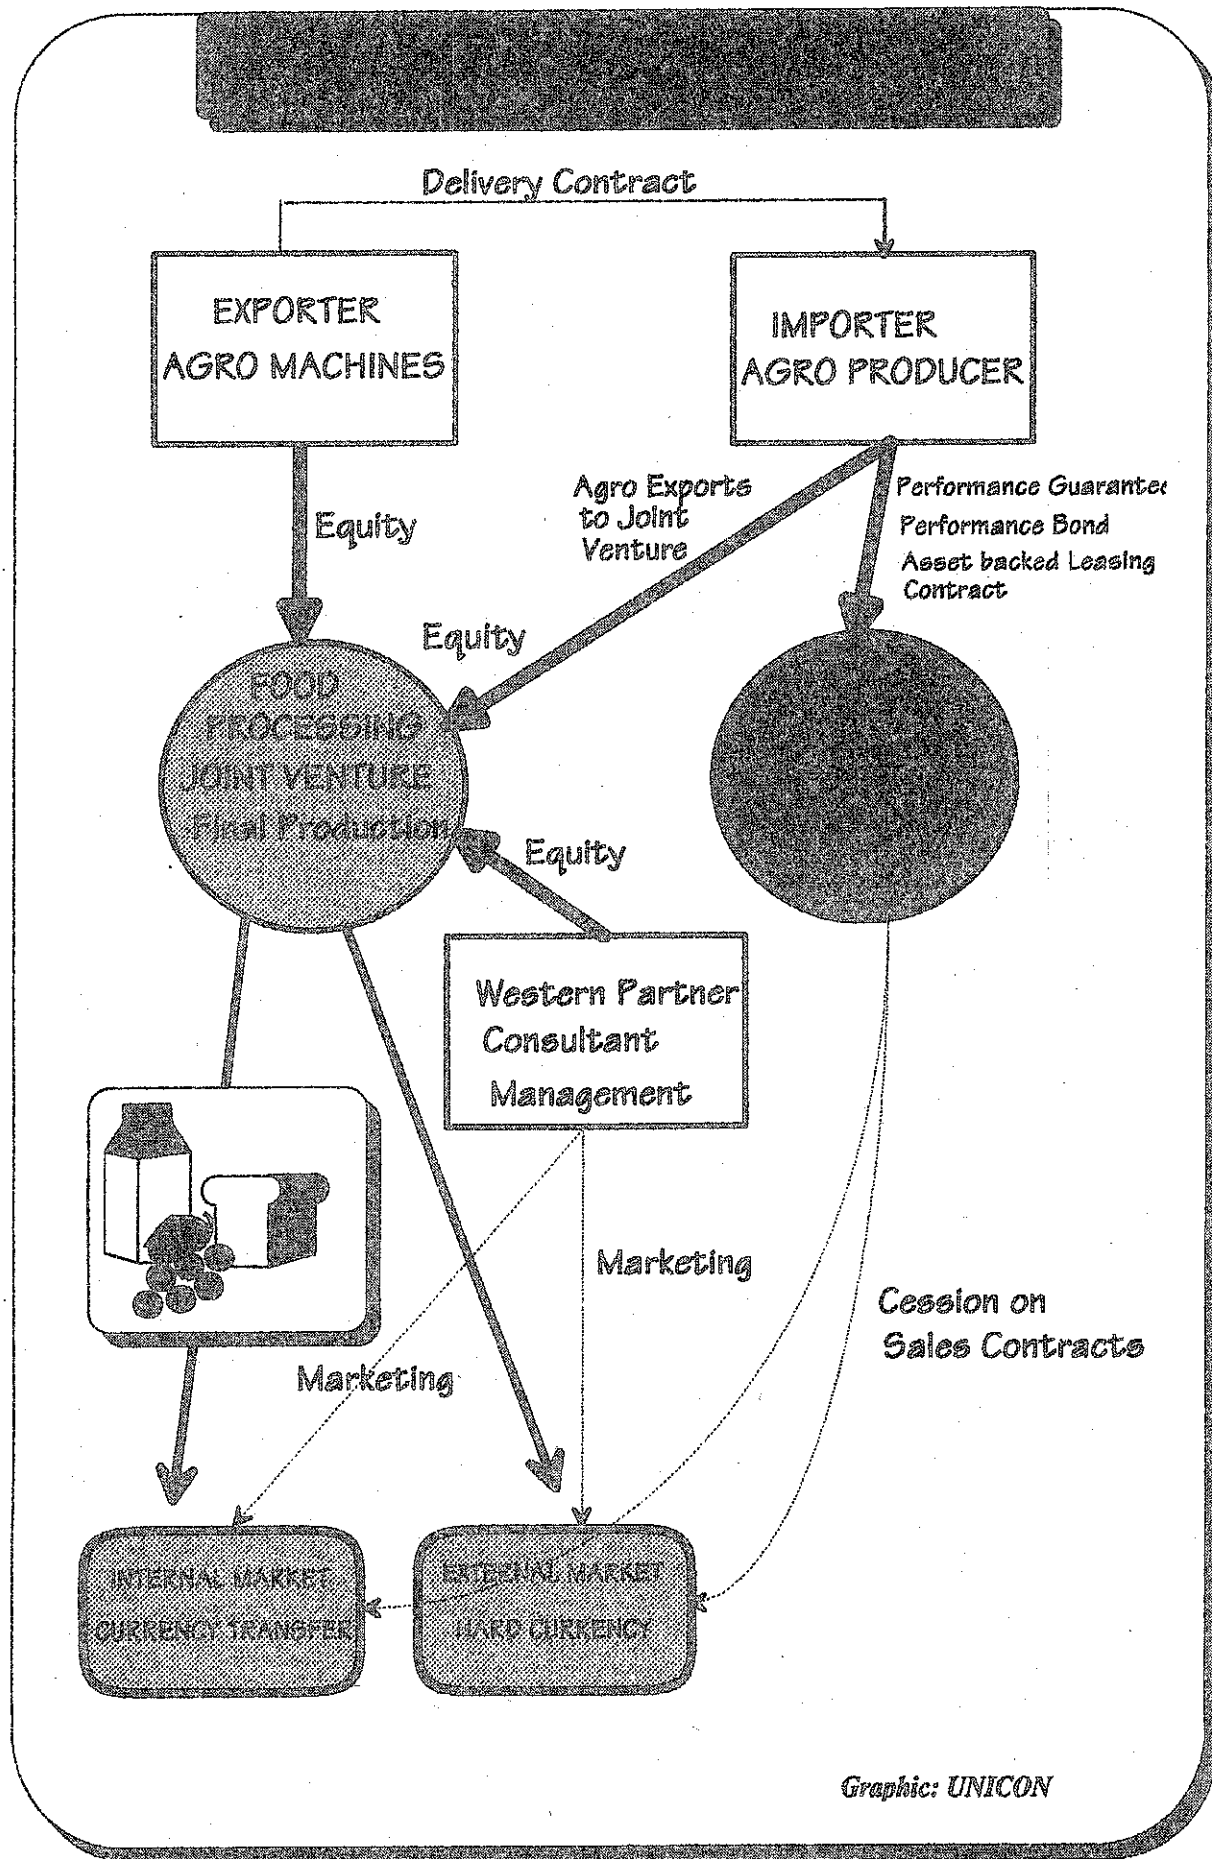 Delivery Contract
EXPORTER
AGRO MACHINES
IMPORTER
AGRO PRODUCER
Equity
Agro Exports
to Joint
Venture
Performance Guarantee
Performance Bond
Asset backed Leasing
Contract
Equity
FOOD
PROCESSING
JOINT VENTURE
Final Production
Equity
Western Partner
Consultant
Management
Marketing
Cession on
Sales Contracts
Marketing
INTERNAL MARKET
CURRENCY TRANSFER
EXTERNAL MARKET
HARD CURRENCY
Graphic: UNICON